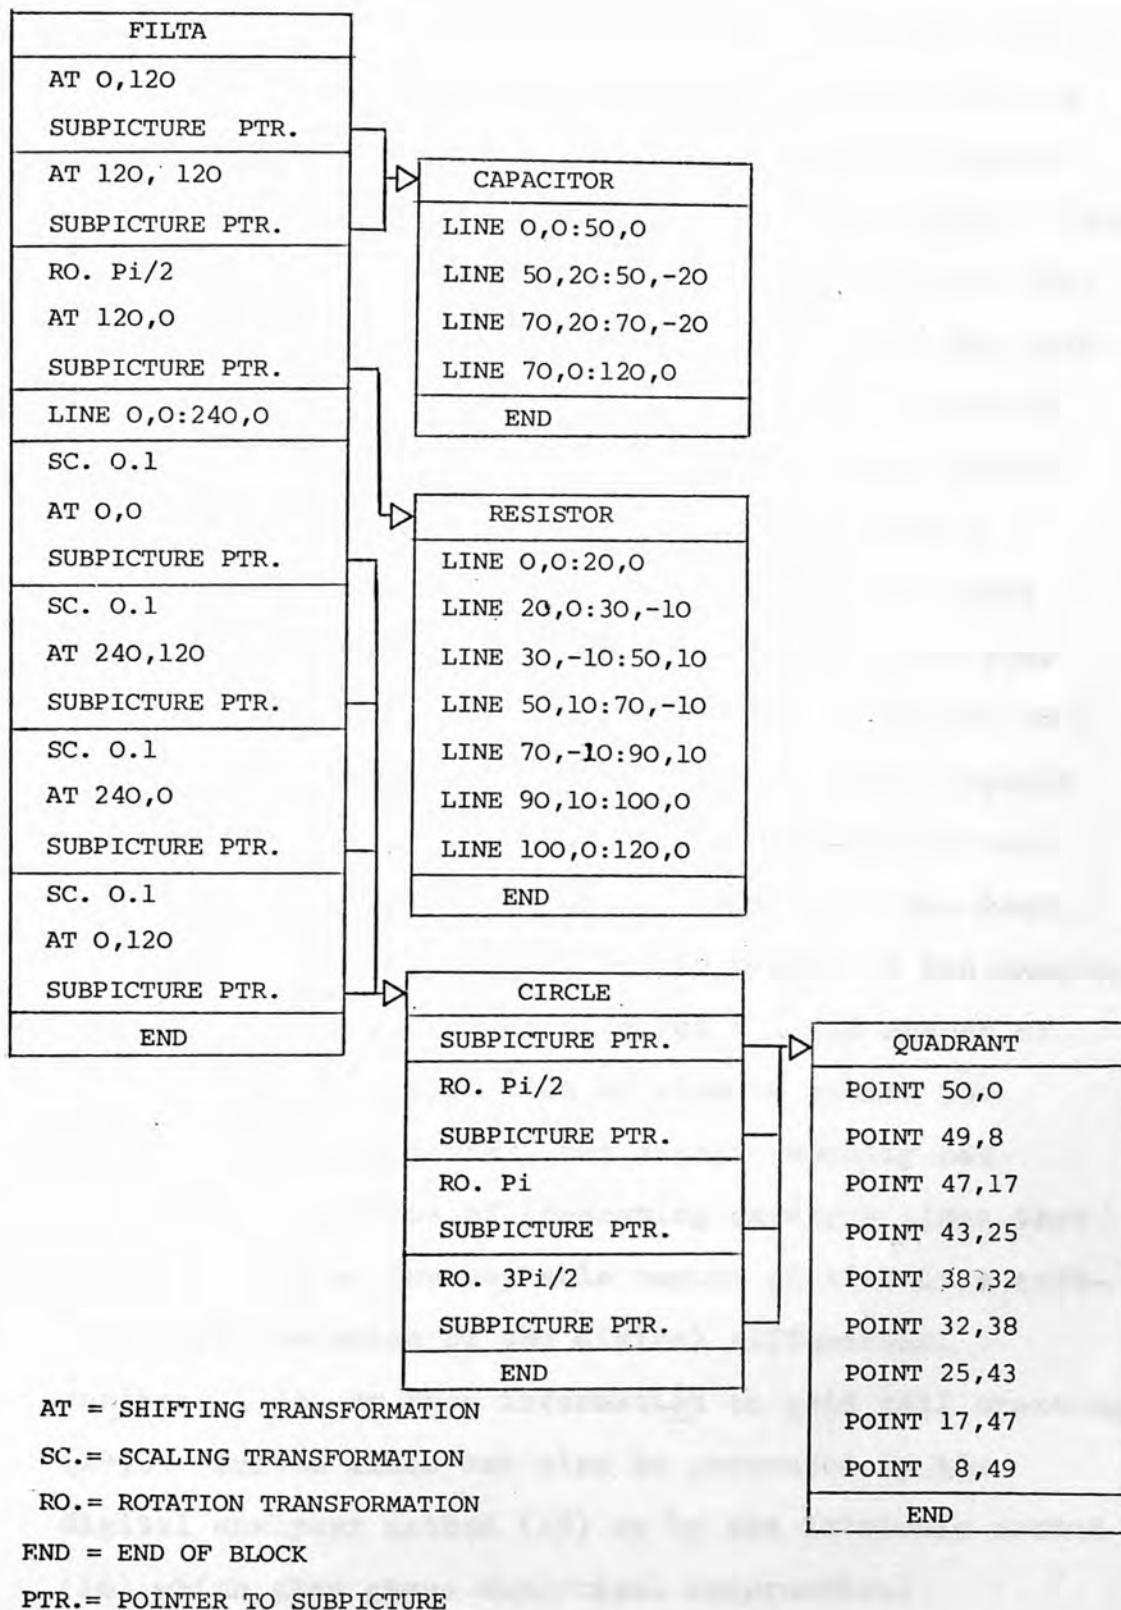 FILTA
AT 0,120
SUBPICTURE PTR.
AT 120, 120
SUBPICTURE PTR.
RO. Pi/2
AT 120,0
SUBPICTURE PTR.
LINE 0,0:240,0
SC. 0.1
AT 0,0
SUBPICTURE PTR.
SC. 0.1
AT 240,120
SUBPICTURE PTR.
SC. 0.1
AT 240,0
SUBPICTURE PTR.
SC. 0.1
AT 0,120
SUBPICTURE PTR.
END
CAPACITOR
LINE 0,0:50,0
LINE 50,20:50,-20
LINE 70,20:70,-20
LINE 70,0:120,0
END
RESISTOR
LINE 0,0:20,0
LINE 20,0:30,-10
LINE 30,-10:50,10
LINE 50,10:70,-10
LINE 70,-10:90,10
LINE 90,10:100,0
LINE 100,0:120,0
END
CIRCLE
SUBPICTURE PTR.
RO. Pi/2
SUBPICTURE PTR.
RO. Pi
SUBPICTURE PTR.
RO. 3Pi/2
SUBPICTURE PTR.
END
QUADRANT
POINT 50,0
POINT 49,8
POINT 47,17
POINT 43,25
POINT 38,32
POINT 32,38
POINT 25,43
POINT 17,47
POINT 8,49
END
AT = SHIFTING TRANSFORMATION
SC.= SCALING TRANSFORMATION
RO.= ROTATION TRANSFORMATION
END = END OF BLOCK
PTR.= POINTER TO SUBPICTURE